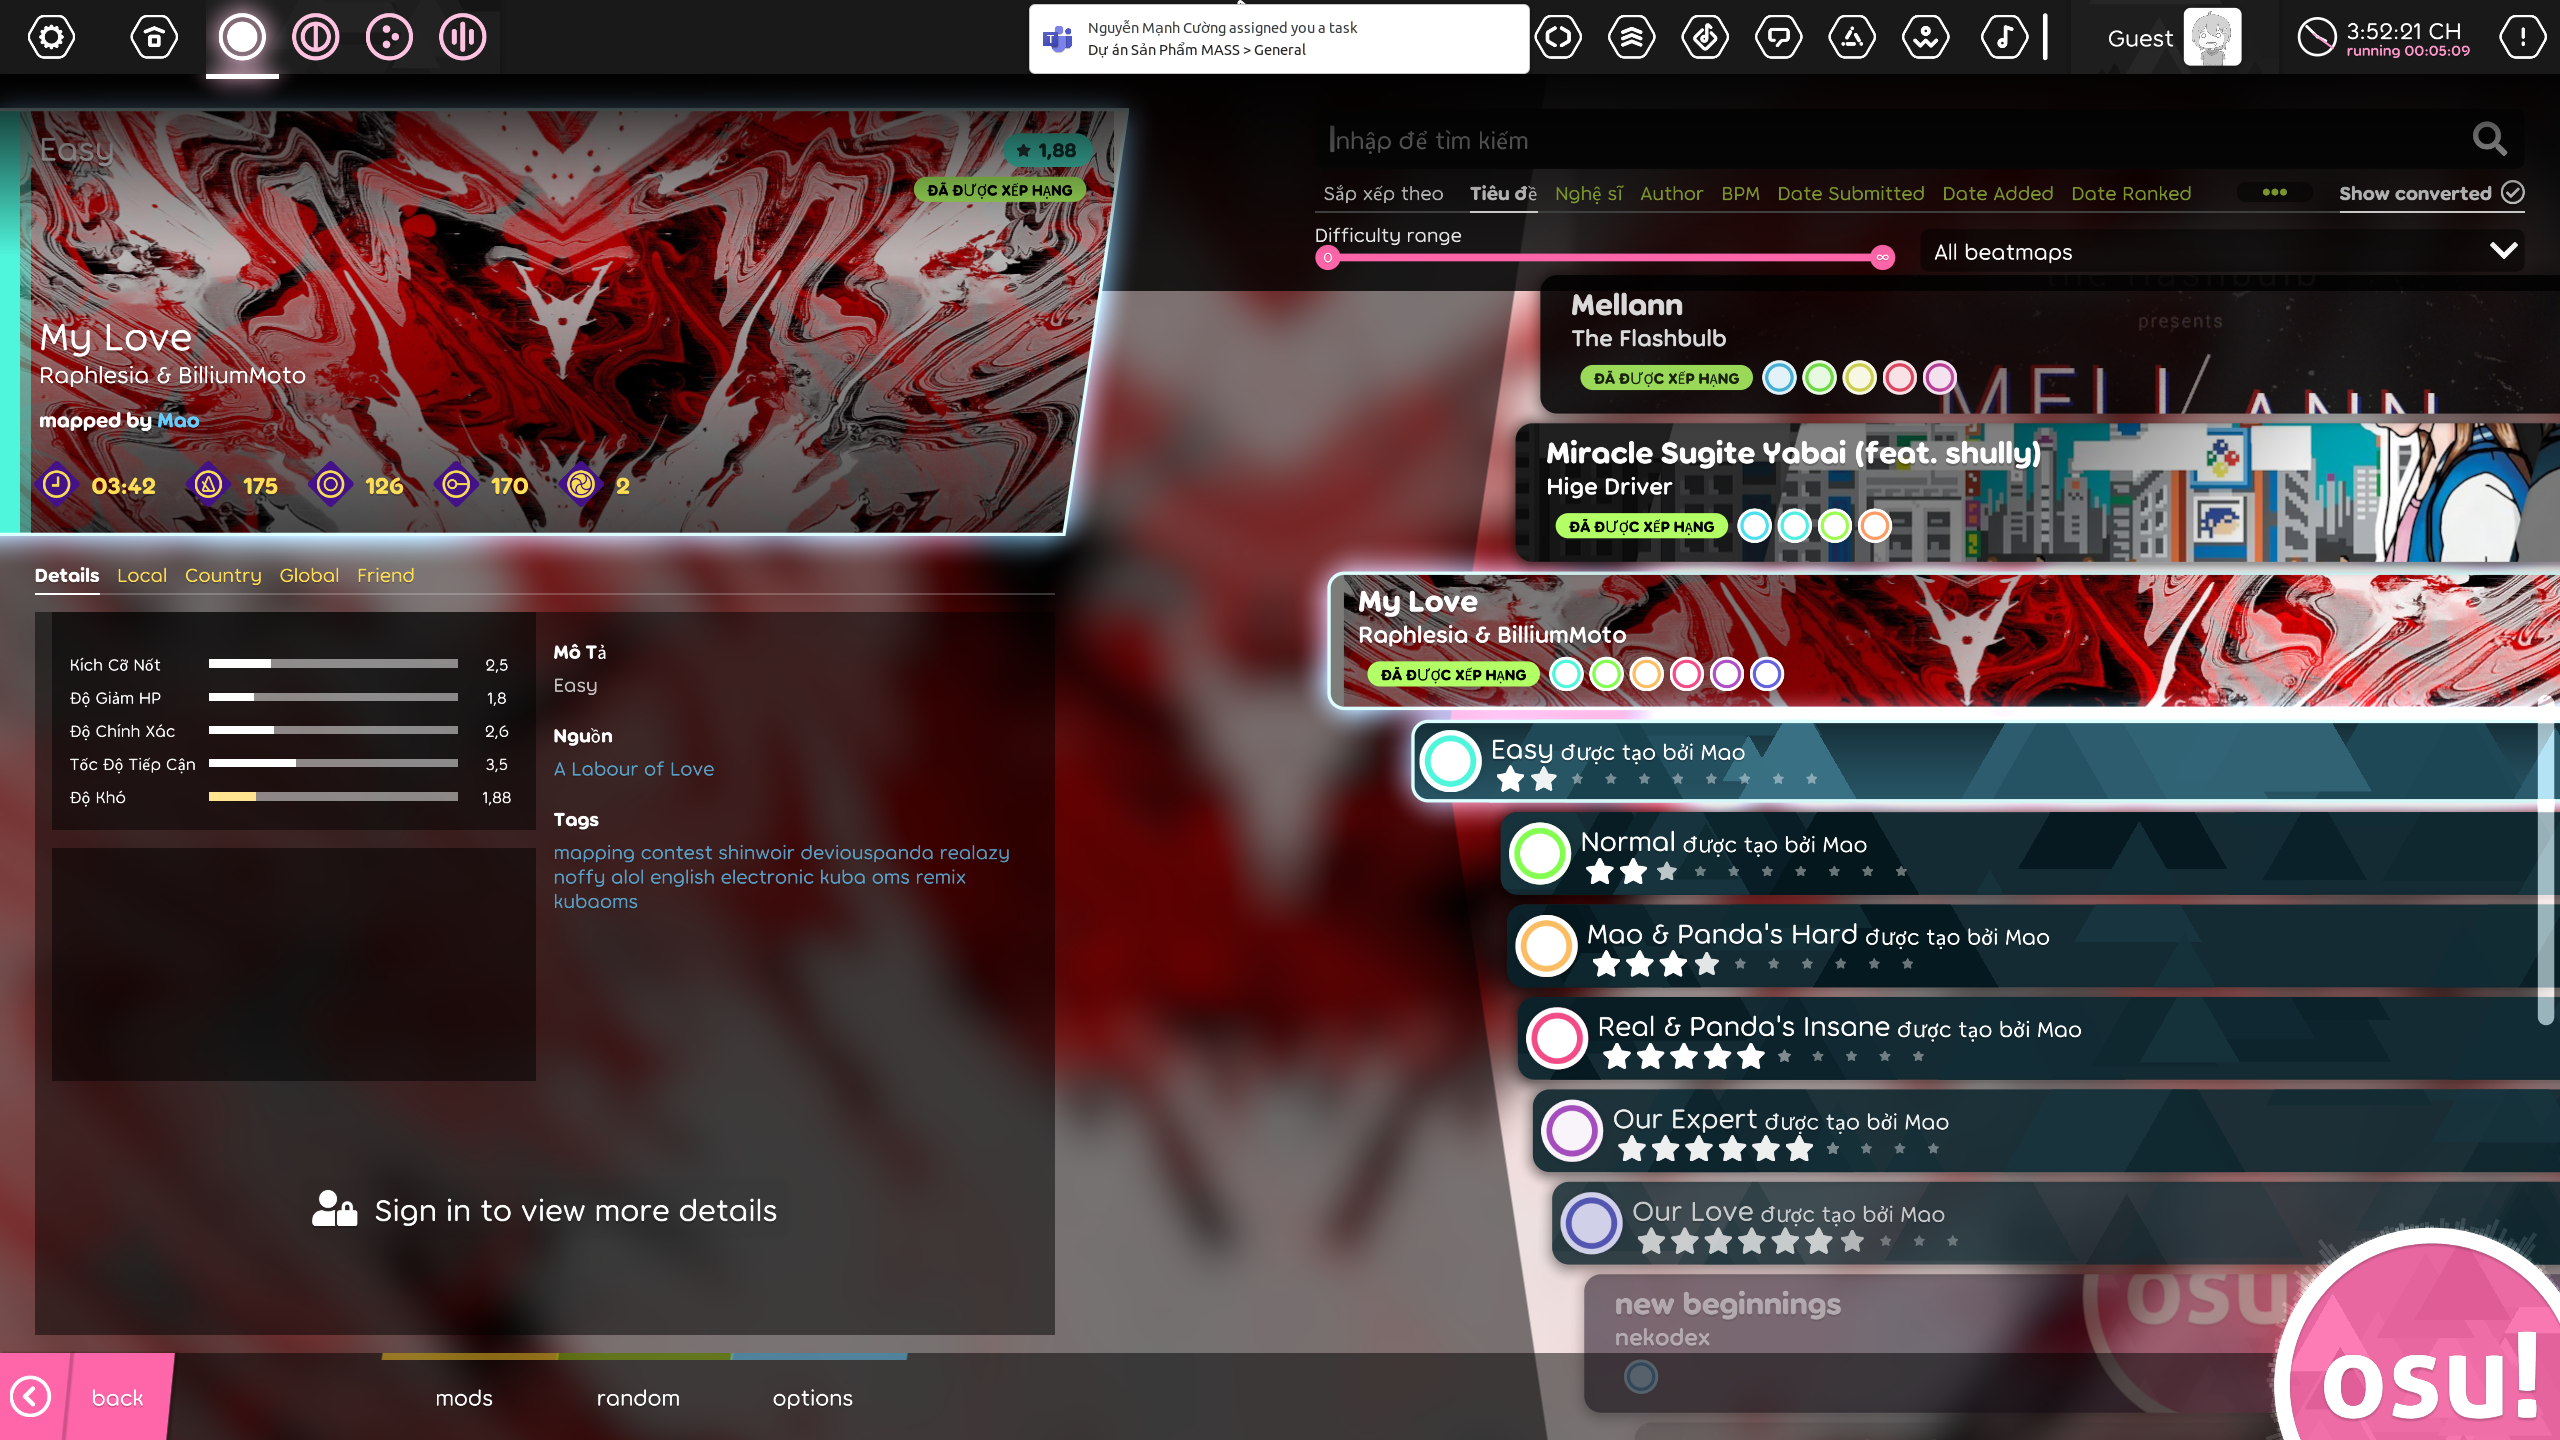 Nguyễn Mạnh Cường assigned you a task
Dự án Sản Phẩm MASS > General
Guest
3:52:21 CH
running 00:05:09
Easy
1,88
ĐÃ ĐƯỢC XẾP HẠNG
My Love
Raphlesia & BilliumMoto
mapped by Mao
03:42 175 126 170 2
Details Local Country Global Friend
Kích Cỡ Nốt 2,5
Độ Giảm HP 1,8
Độ Chính Xác 2,6
Tốc Độ Tiếp Cận 3,5
Độ Khó 1,88
Mô Tả
Easy
Nguồn
A Labour of Love
Tags
mapping contest shinwoir deviouspanda realazy
noffy alol english electronic kuba oms remix
kubaoms
Sign in to view more details
nhập để tìm kiếm
Sắp xếp theo Tiêu đề Nghệ sĩ Author BPM Date Submitted Date Added Date Ranked ••• Show converted
Difficulty range
0 ∞
All beatmaps
the flashbulb
presents
MELLANN
Mellann
The Flashbulb
ĐÃ ĐƯỢC XẾP HẠNG
Miracle Sugite Yabai (feat. shully)
Hige Driver
ĐÃ ĐƯỢC XẾP HẠNG
My Love
Raphlesia & BilliumMoto
ĐÃ ĐƯỢC XẾP HẠNG
Easy được tạo bởi Mao
Normal được tạo bởi Mao
Mao & Panda's Hard được tạo bởi Mao
Real & Panda's Insane được tạo bởi Mao
Our Expert được tạo bởi Mao
Our Love được tạo bởi Mao
new beginnings
nekodex
osu!
back
mods
random
options